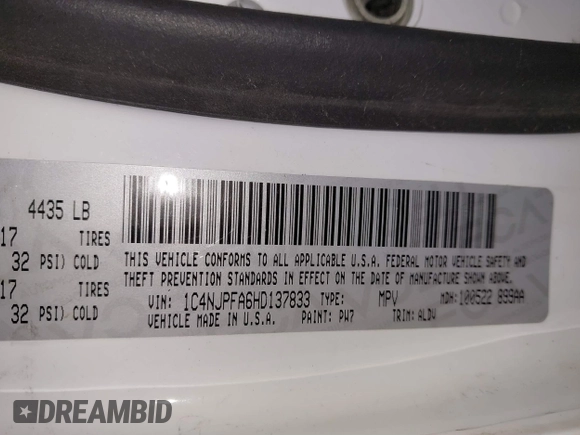 4435 LB
17 TIRES
32 PSI) COLD
17 TIRES
32 PSI) COLD
THIS VEHICLE CONFORMS TO ALL APPLICABLE U.S.A. FEDERAL MOTOR VEHICLE SAFETY AND
THEFT PREVENTION STANDARDS IN EFFECT ON THE DATE OF MANUFACTURE SHOWN ABOVE.
VIN: 1C4NJPFA6HD137833 TYPE: MPV MDH: 100522 899AA
VEHICLE MADE IN U.S.A. PAINT: PW7 TRIM: ALDV
DREAMBID